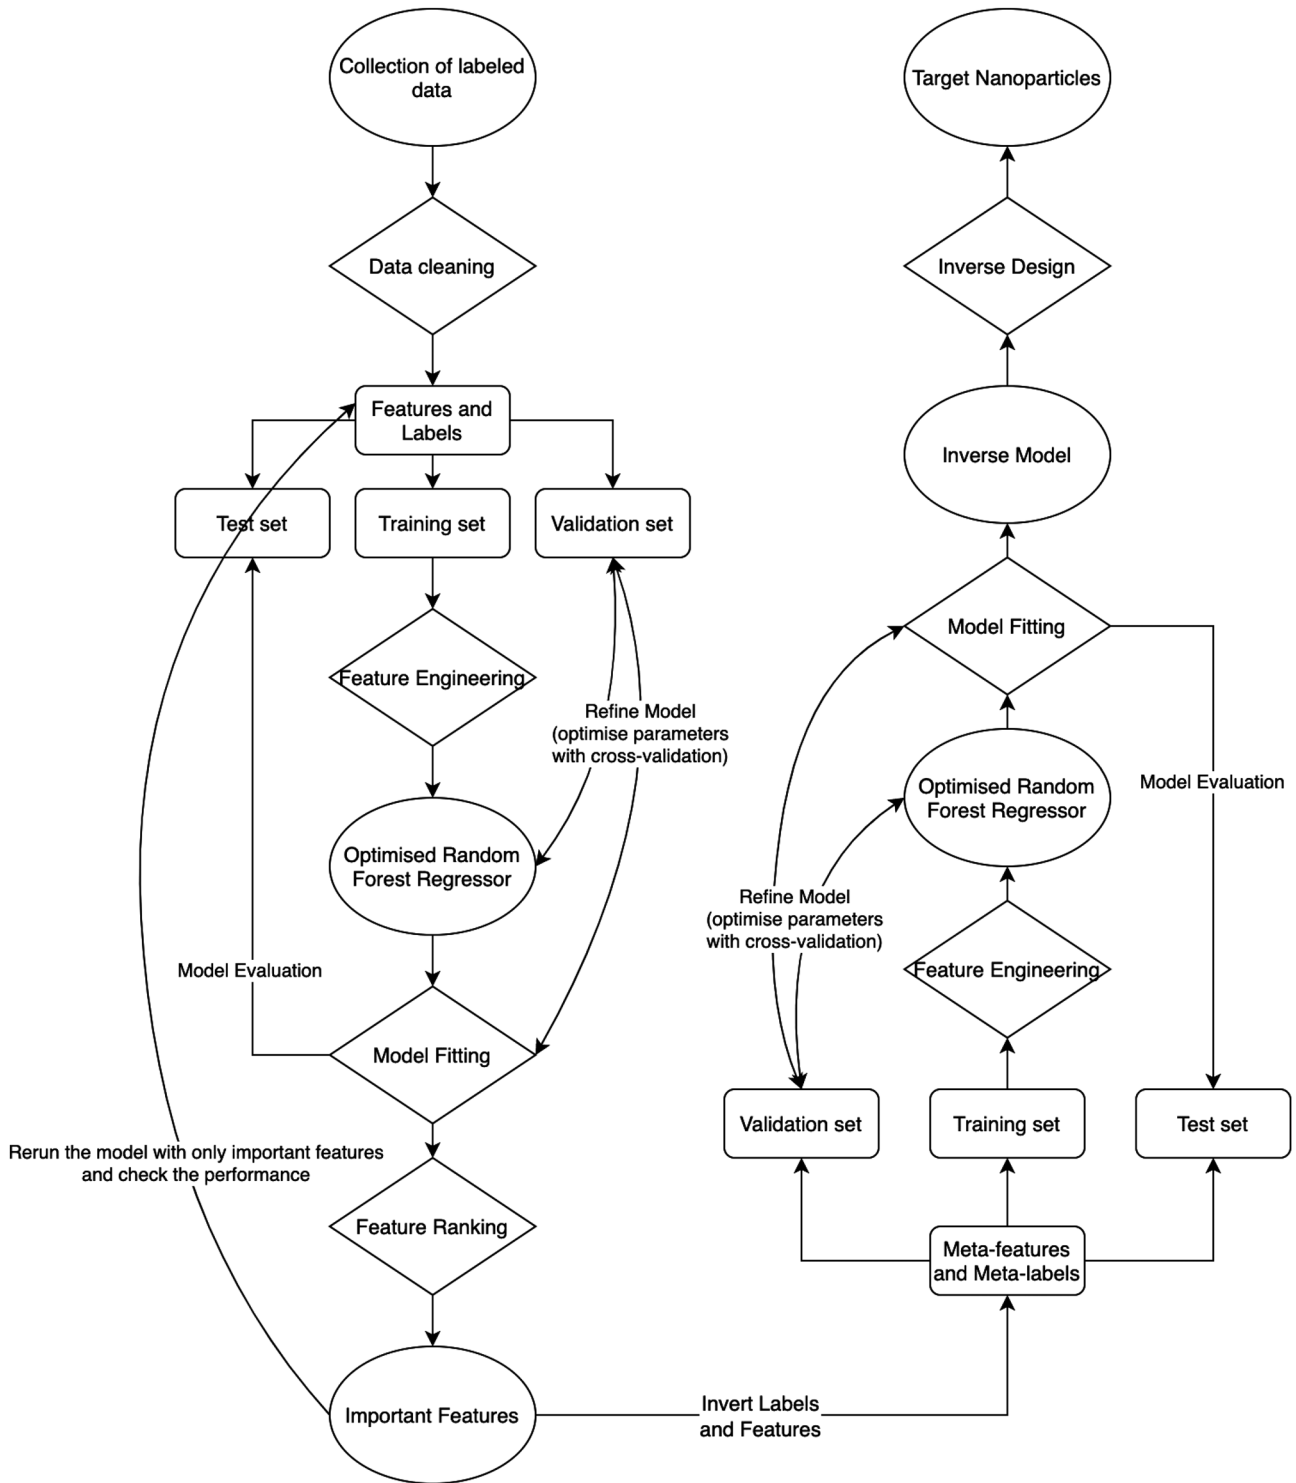 Collection of labeled
data
Data cleaning
Features and
Labels
Test set
Training set
Validation set
Feature Engineering
Refine Model
(optimise parameters
with cross-validation)
Optimised Random
Forest Regressor
Model Evaluation
Model Fitting
Rerun the model with only important features
and check the performance
Feature Ranking
Important Features
Invert Labels
and Features
Target Nanoparticles
Inverse Design
Inverse Model
Model Fitting
Model Evaluation
Optimised Random
Forest Regressor
Refine Model
(optimise parameters
with cross-validation)
Feature Engineering
Validation set
Training set
Test set
Meta-features
and Meta-labels